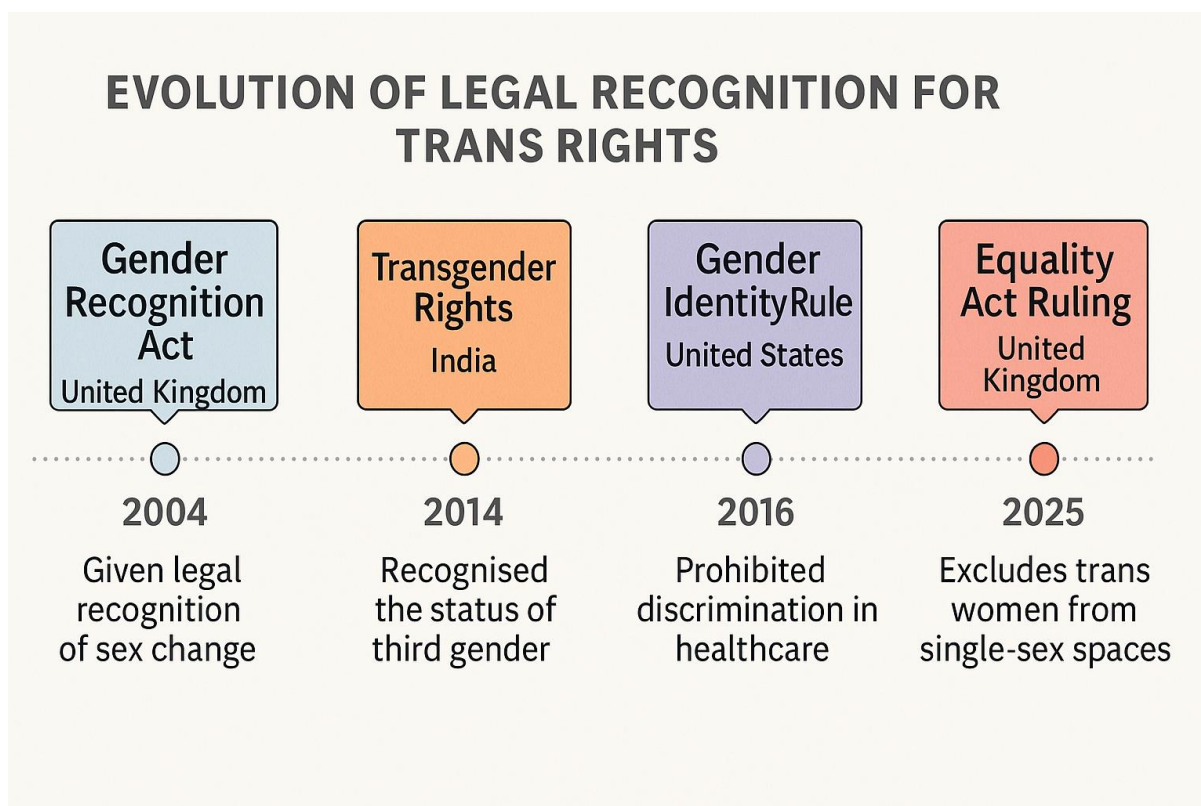 EVOLUTION OF LEGAL RECOGNITION FOR
TRANS RIGHTS
Gender
Recognition
Act
United Kingdom
2004
Given legal
recognition
of sex change
Transgender
Rights
India
2014
Recognised
the status of
third gender
Gender
Identity Rule
United States
2016
Prohibited
discrimination in
healthcare
Equality
Act Ruling
United
Kingdom
2025
Excludes trans
women from
single-sex spaces